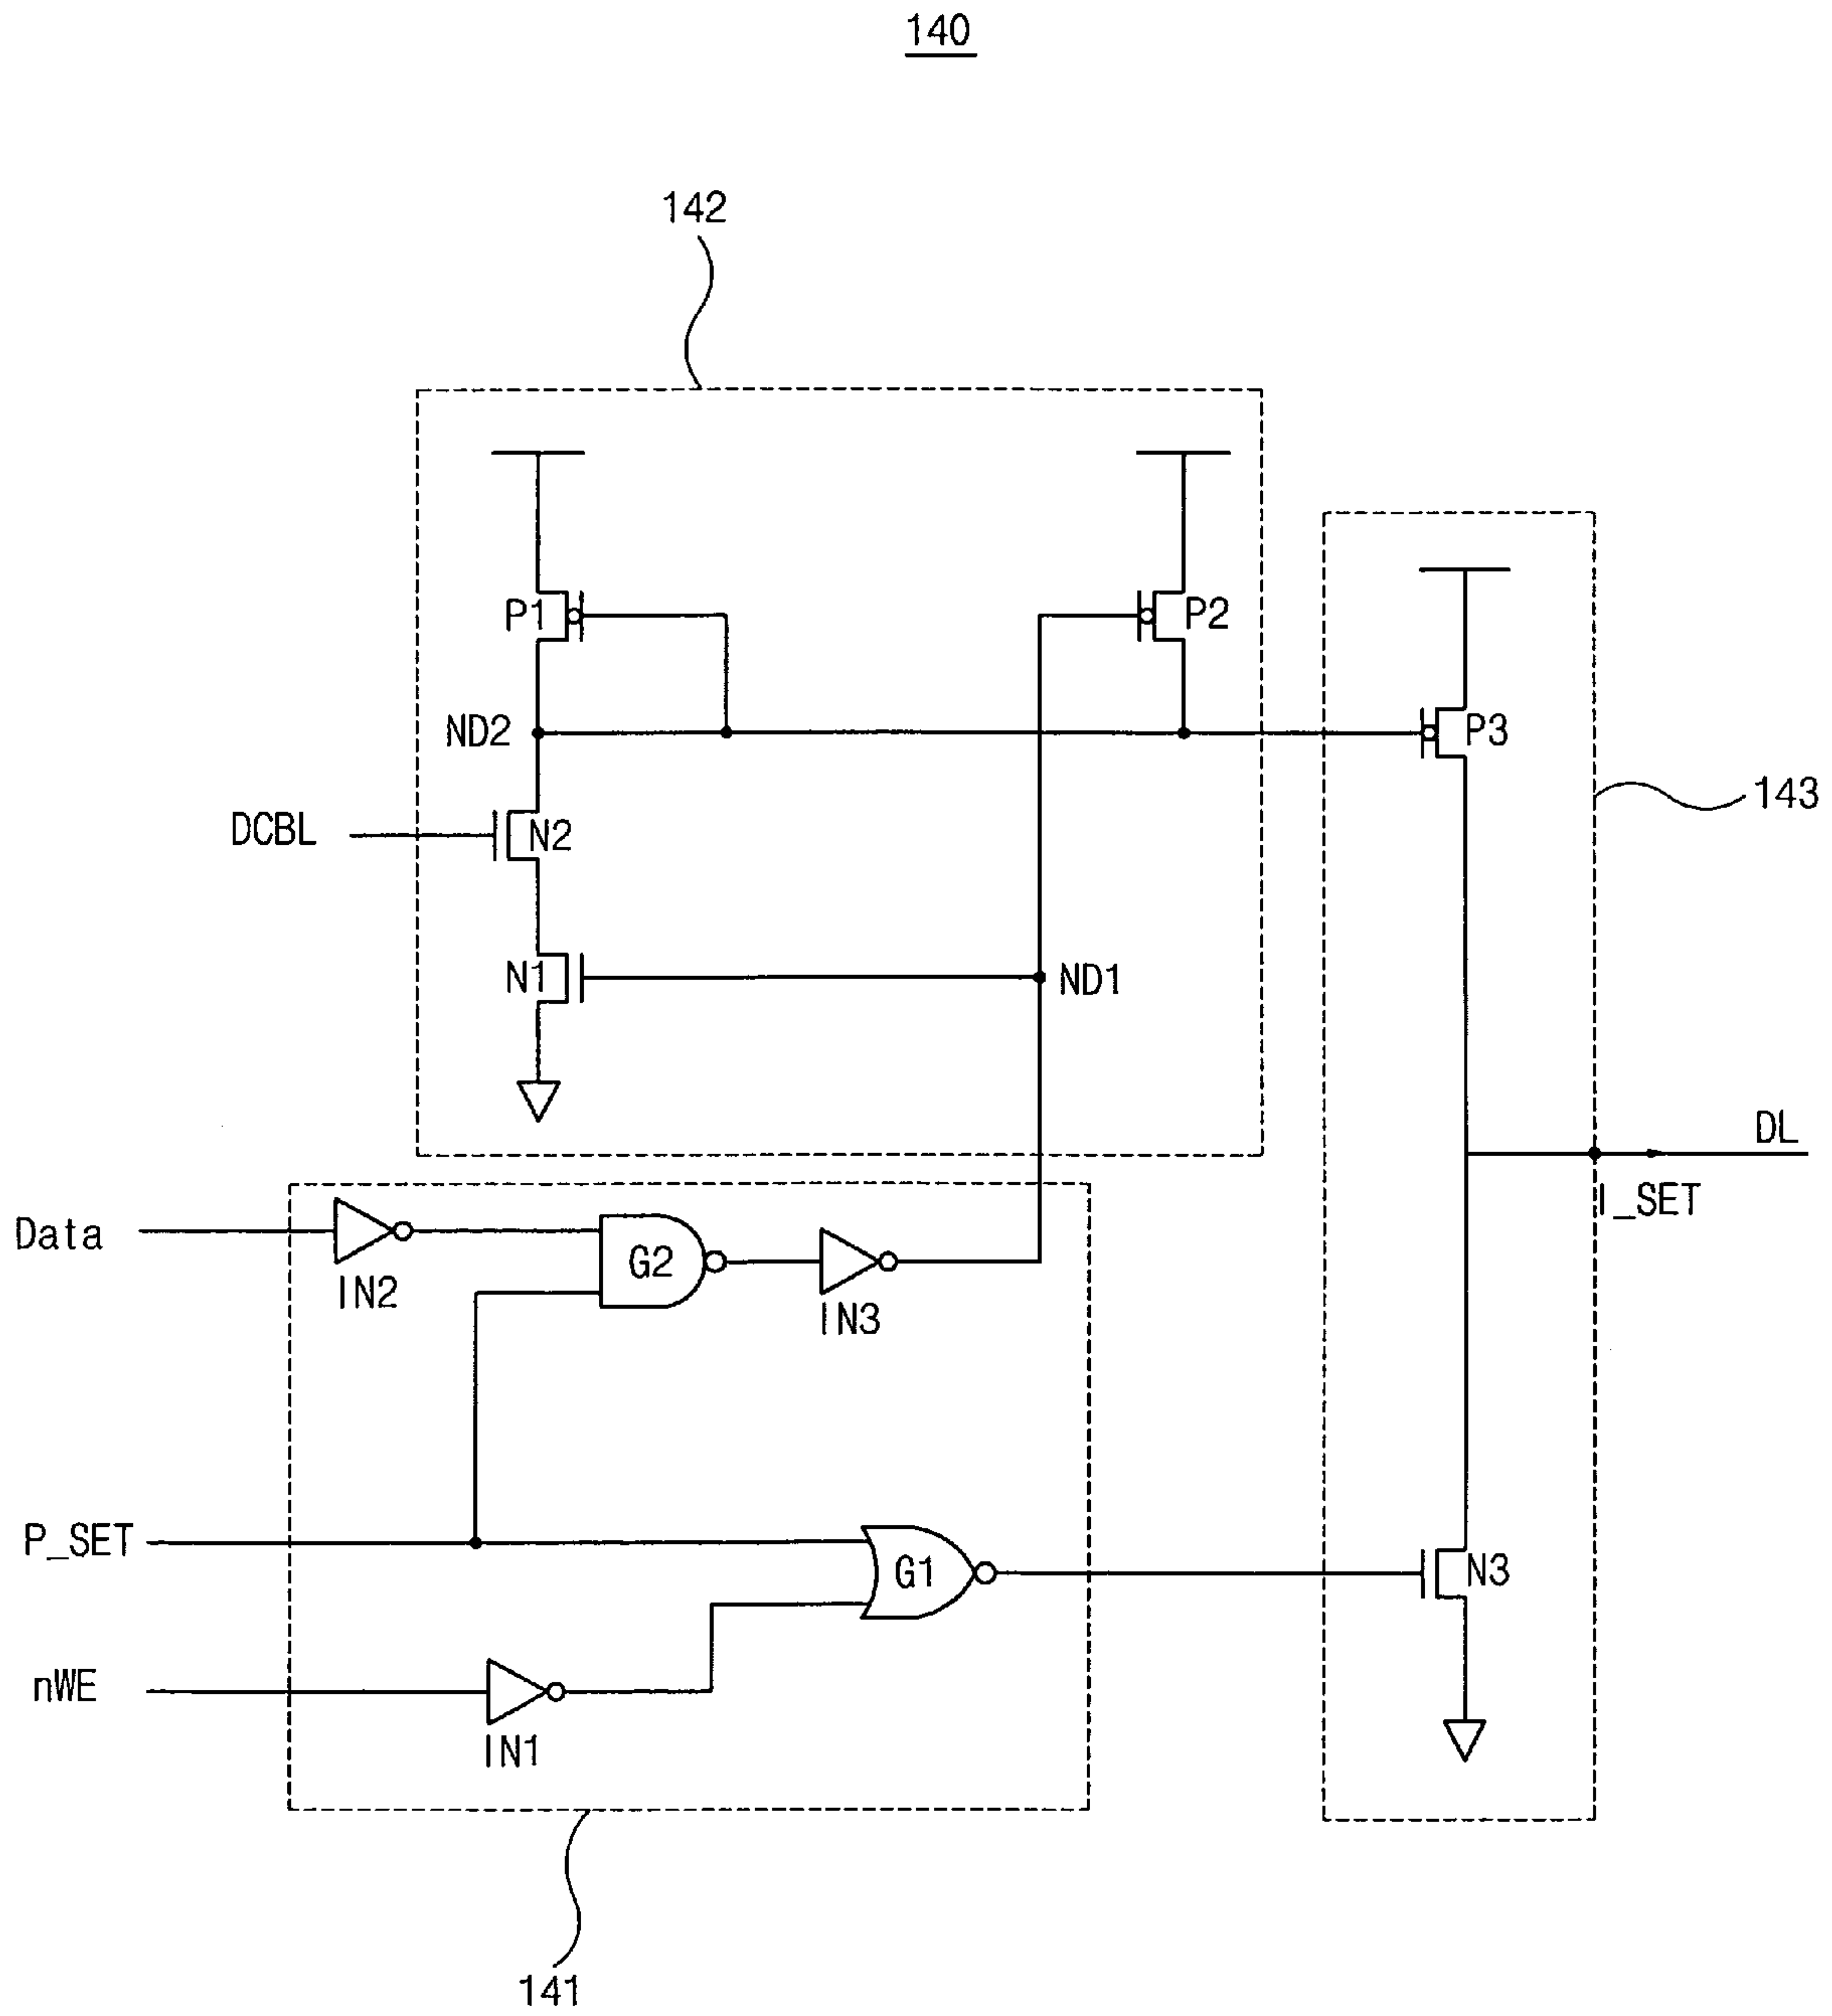 140
142
P1
P2
ND2
P3
143
DCBL
N2
N1
ND1
DL
I_SET
Data
G2
IN2
IN3
P_SET
G1
N3
nWE
IN1
141